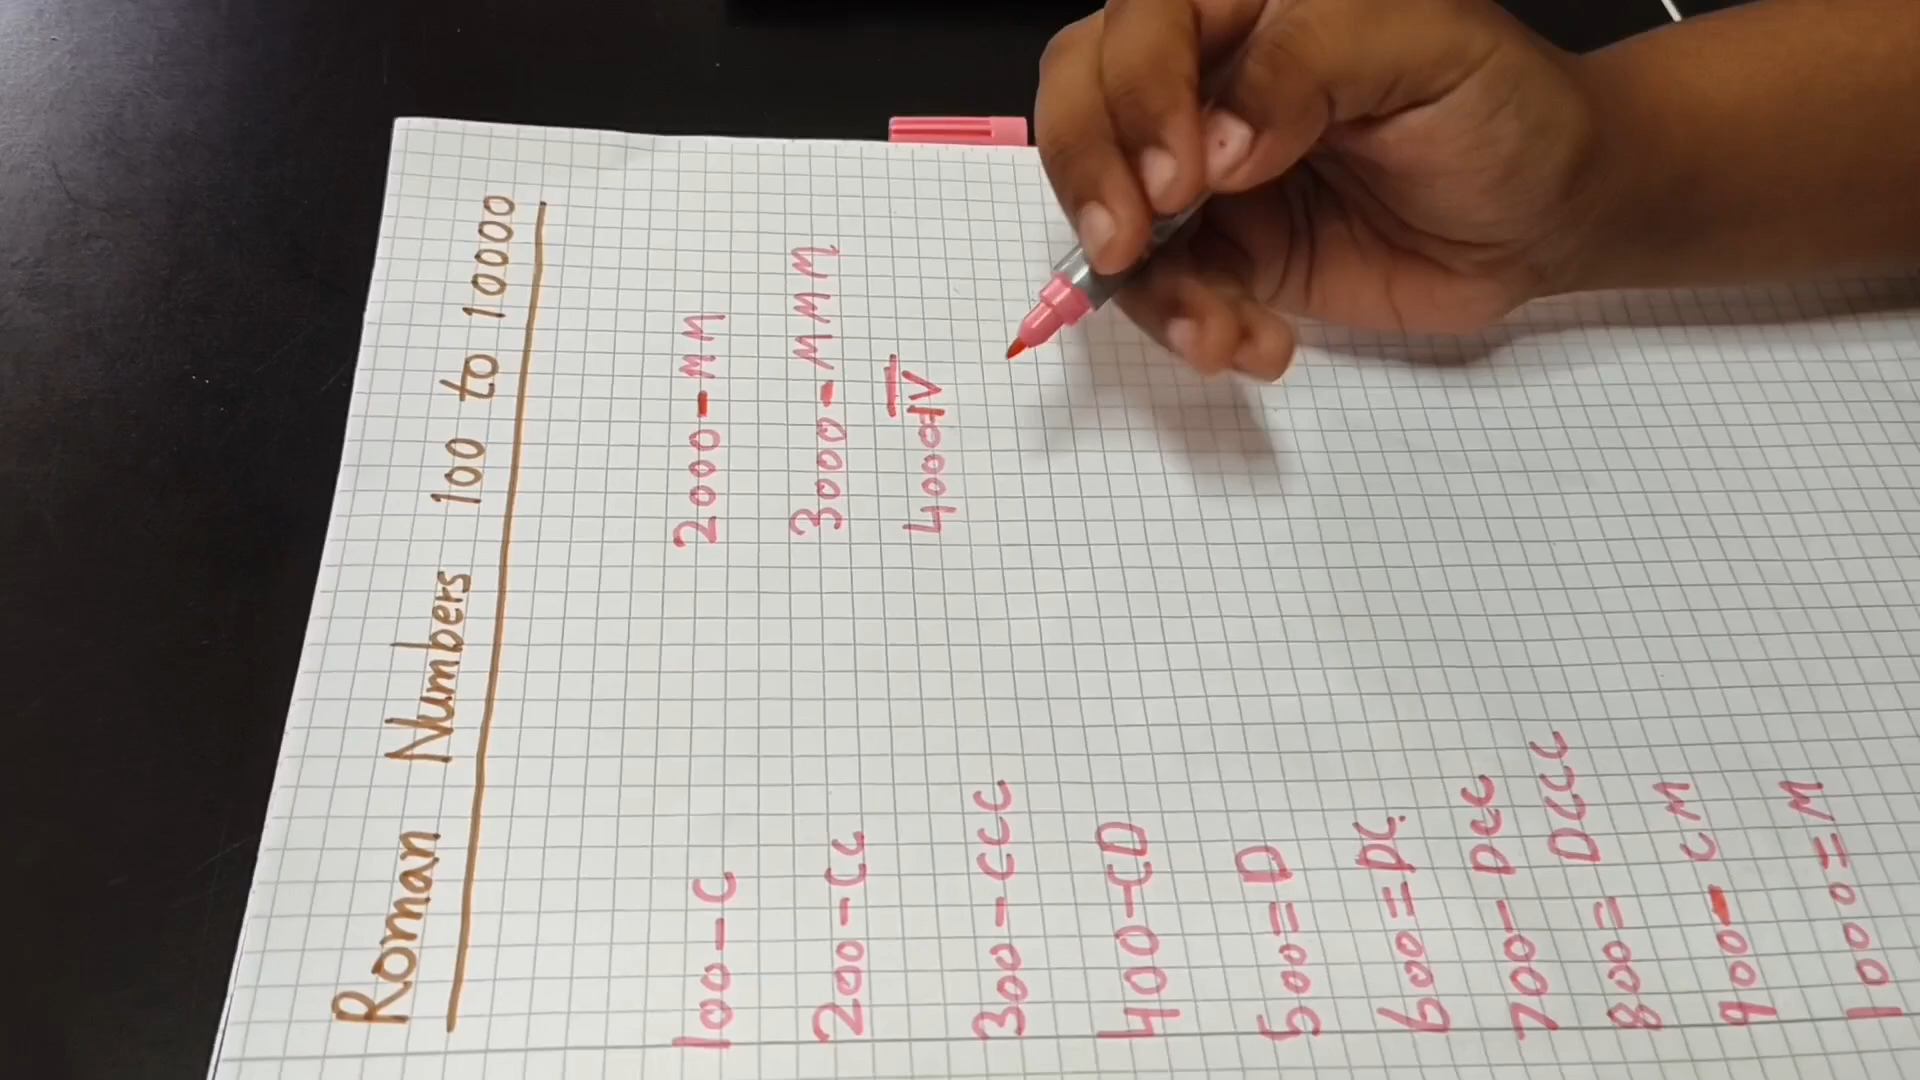 Roman Numbers 100 to 10000
100-C
200-CC
300-CCC
400-CD
500=D
600=DC
700-DCC
800=DCCC
900-CM
1000=M
2000-MM
3000-MMM
4000-I̅V̅